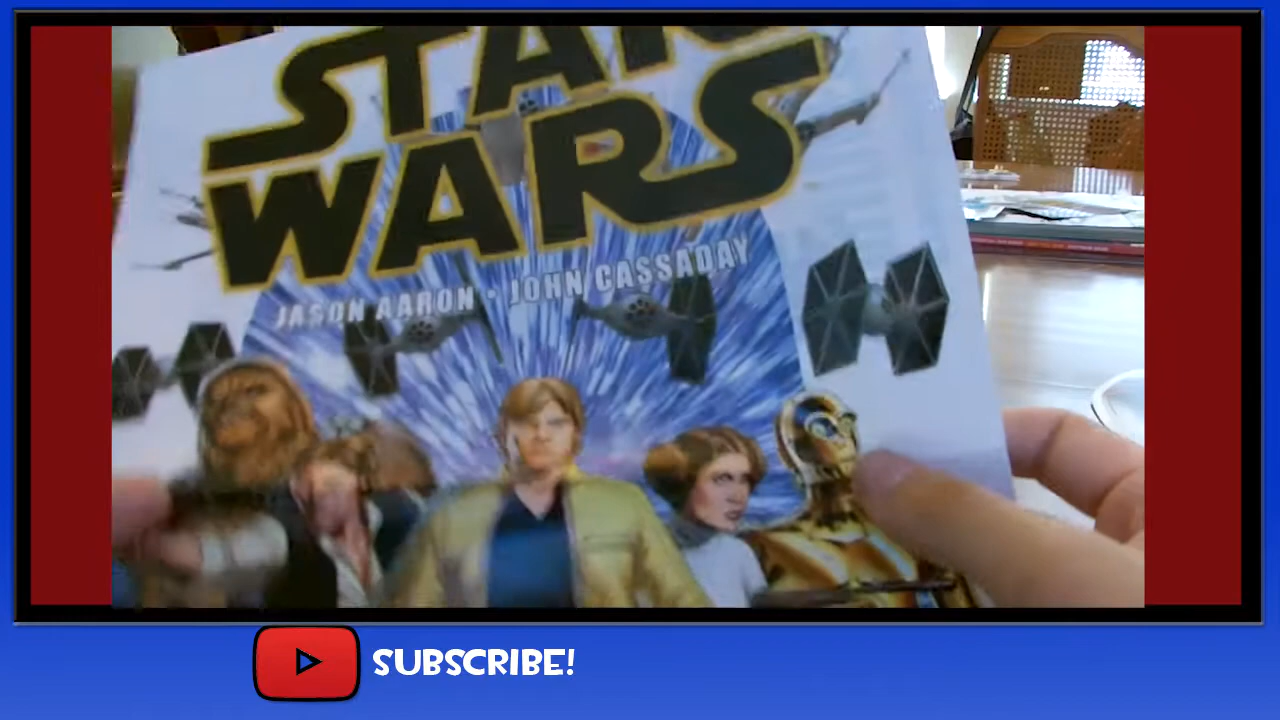 STAR
WARS
JASON AARON • JOHN CASSADAY
SUBSCRIBE!